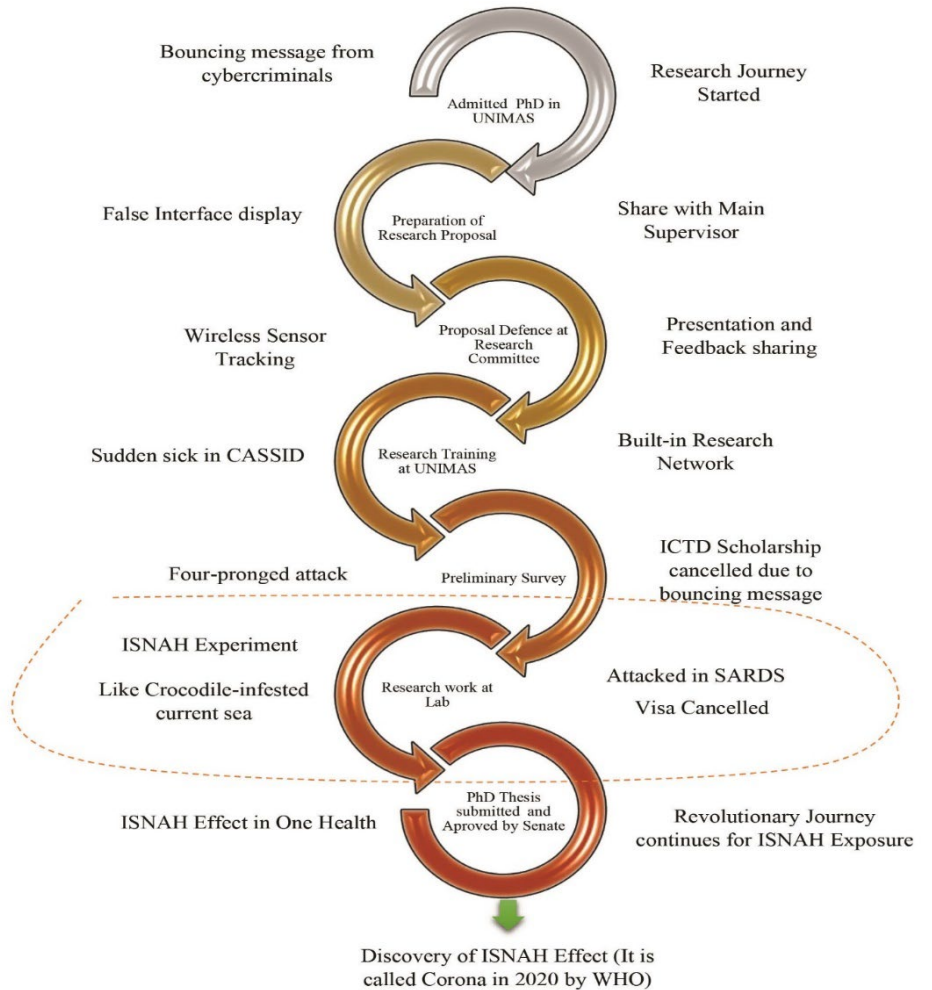 Bouncing message from
cybercriminals
Admitted PhD in
UNIMAS
Research Journey
Started
False Interface display
Preparation of
Research Proposal
Share with Main
Supervisor
Wireless Sensor
Tracking
Proposal Defence at
Research
Committee
Presentation and
Feedback sharing
Sudden sick in CASSID
Research Training
at UNIMAS
Built-in Research
Network
Four-pronged attack
Preliminary Survey
ICTD Scholarship
cancelled due to
bouncing message
ISNAH Experiment
Like Crocodile-infested
current sea
Research work at
Lab
Attacked in SARDS
Visa Cancelled
ISNAH Effect in One Health
PhD Thesis
submitted and
Aproved by Senate
Revolutionary Journey
continues for ISNAH Exposure
Discovery of ISNAH Effect (It is
called Corona in 2020 by WHO)